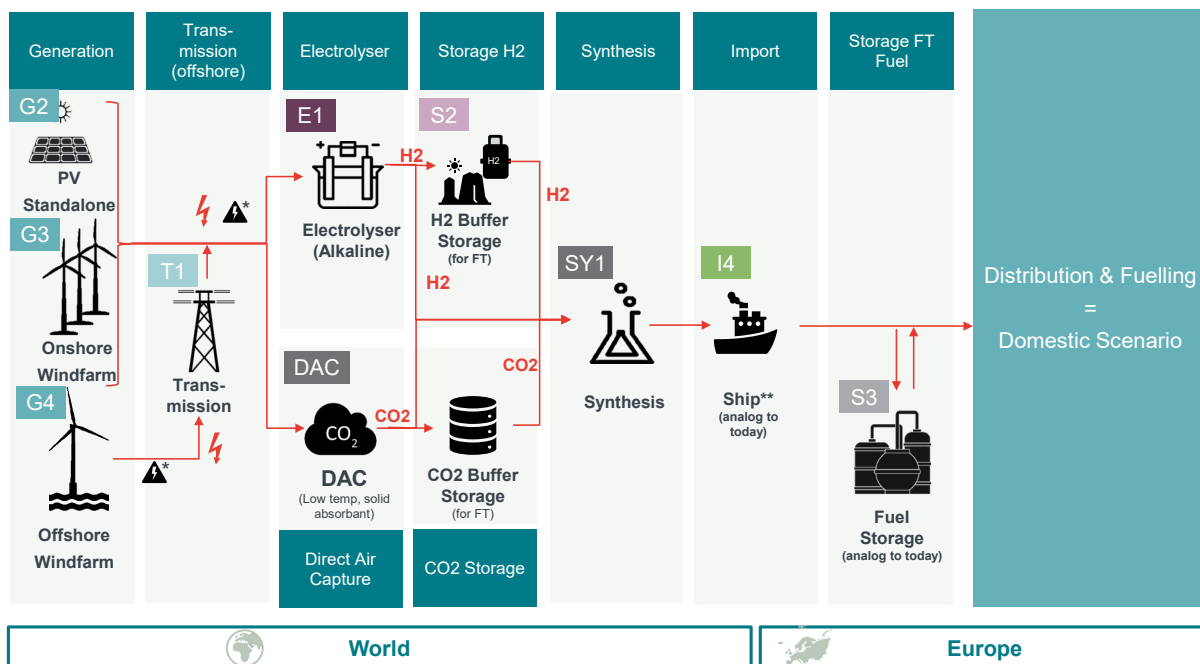 Generation
Trans-
mission
(offshore)
Electrolyser
Storage H2
Synthesis
Import
Storage FT
Fuel
G2
PV
Standalone
G3
Onshore
Windfarm
G4
Offshore
Windfarm
*
T1
Trans-
mission
*
E1
Electrolyser
(Alkaline)
H2
DAC
CO2
DAC
(Low temp, solid
absorbant)
CO2
Direct Air
Capture
S2
H2
H2 Buffer
Storage
(for FT)
H2
H2
CO2
CO2 Buffer
Storage
(for FT)
CO2 Storage
SY1
Synthesis
I4
Ship**
(analog to
today)
S3
Fuel
Storage
(analog to today)
Distribution & Fuelling
=
Domestic Scenario
World
Europe